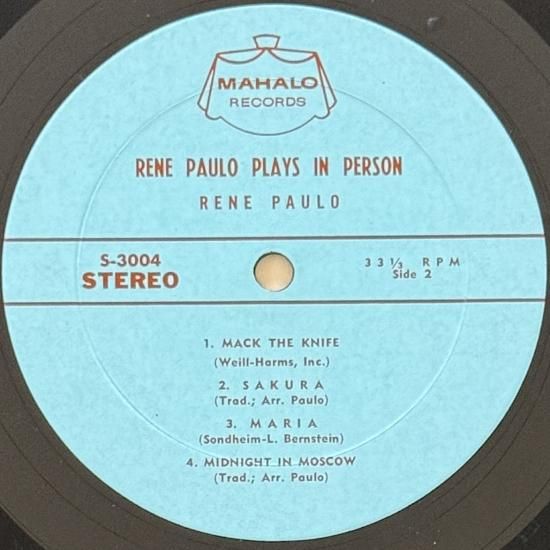 MAHALO
RECORDS
RENE PAULO PLAYS IN PERSON
RENE PAULO
S-3004
STEREO
33⅓ RPM
Side 2
1. MACK THE KNIFE
(Weill-Harms, Inc.)
2. SAKURA
(Trad.; Arr. Paulo)
3. MARIA
(Sondheim-L. Bernstein)
4. MIDNIGHT IN MOSCOW
(Trad.; Arr. Paulo)